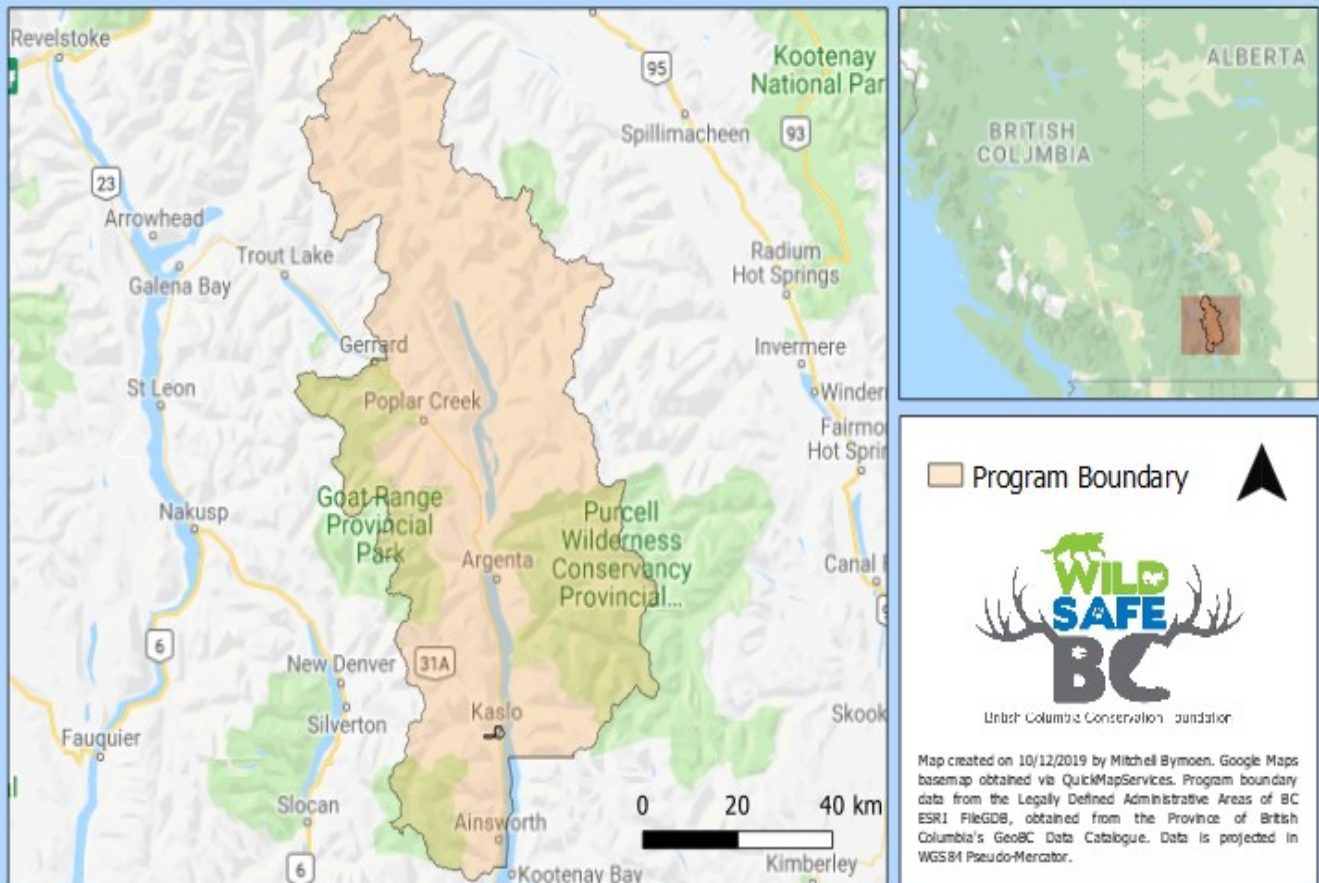 Revelstoke
Kootenay
National Par
95
Spillimacheen
93
23
Arrowhead
Trout Lake
Galena Bay
Radium
Hot Springs
Gerrard
Invermere
St Leon
Poplar Creek
Windern
Fairmo
Hot Sprin
Goat Range
Provincial
Park
Purcell
Wilderness
Conservancy
Provincial...
Nakusp
Argenta
Canal F
6
New Denver
31A
Silverton
Kaslo
Skook
Fauquier
Slocan
Ainsworth
6
Kootenay Bay
Kimberley
0 20 40 km
ALBERTA
BRITISH
COLUMBIA
Program Boundary
WILD
SAFE
BC
British Columbia Conservation Foundation
Map created on 10/12/2019 by Mitchell Bymoen. Google Maps
basemap obtained via QuickMapServices. Program boundary
data from the Legally Defined Administrative Areas of BC
ESRI FileGDB, obtained from the Province of British
Columbia's GeoBC Data Catalogue. Data is projected in
WGS84 Pseudo-Mercator.